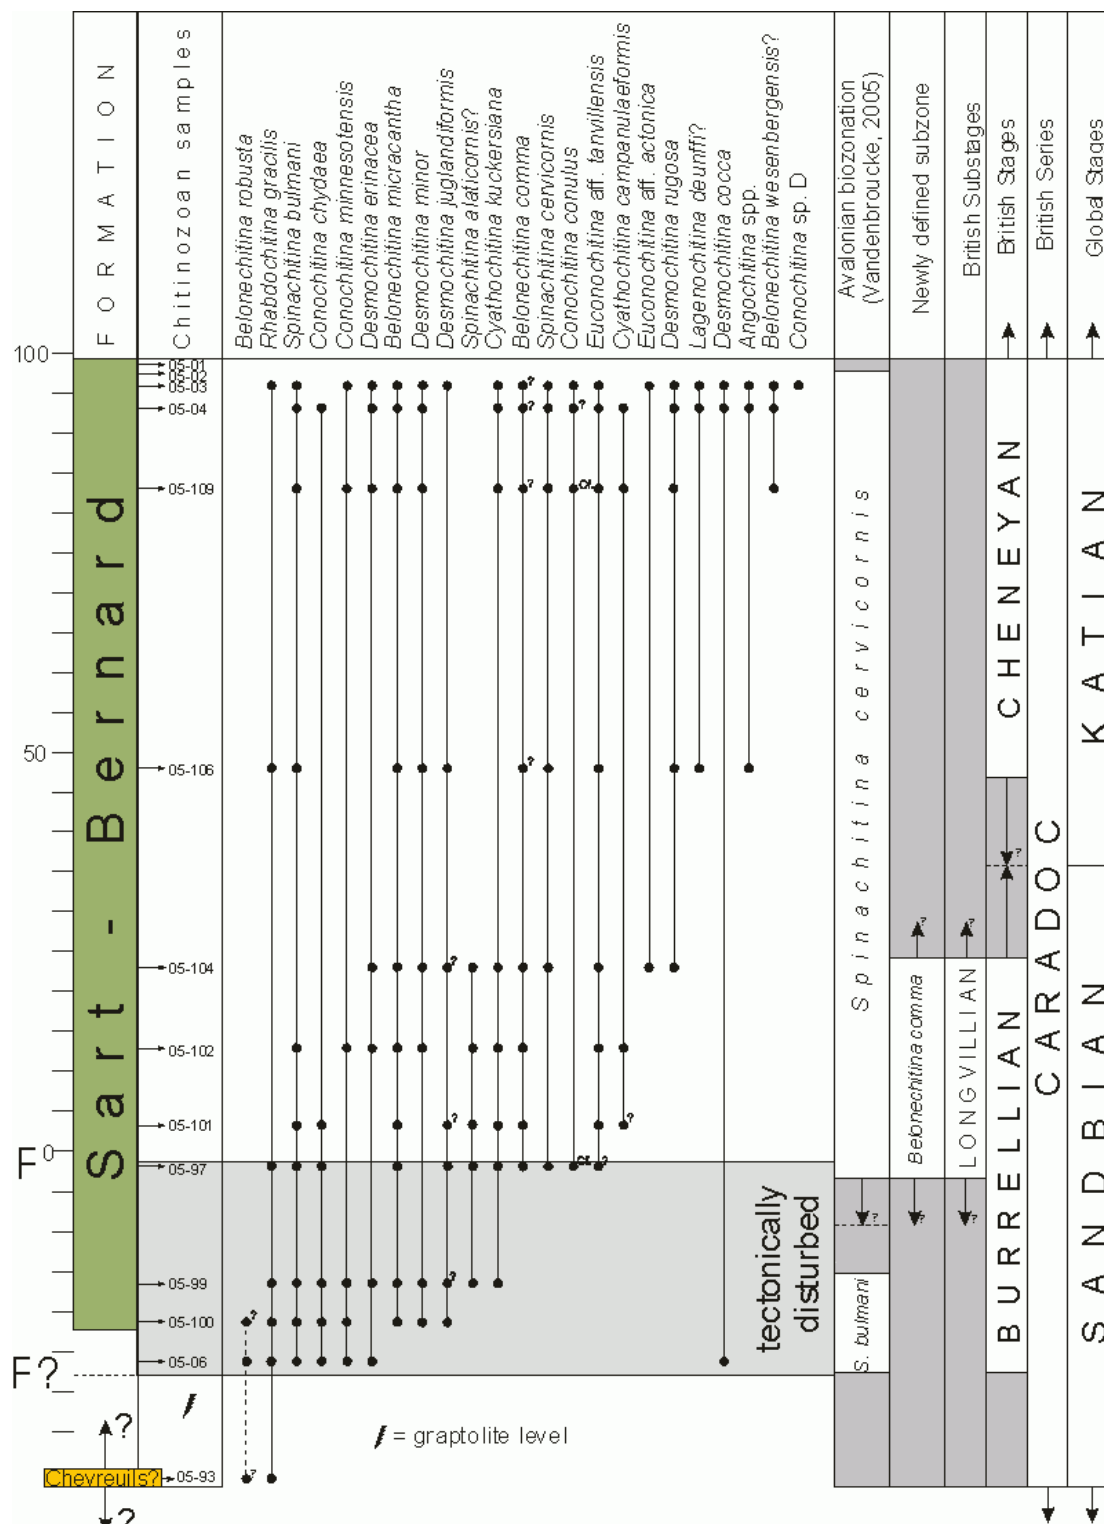 FORMATION
Chitinozoan samples
Belonechitina robusta
Rhabdochitina gracilis
Spinachitina bulmani
Conochitina chydaea
Conochitina minnesotensis
Desmochitina erinacea
Belonechitina micracantha
Desmochitina minor
Desmochitina juglandiformis
Spinachitina alaticornis?
Cyathochitina kuckersiana
Belonechitina comma
Spinachitina cervicornis
Conochitina conulus
Euconochitina aff. tanvillensis
Cyathochitina campanulaeformis
Euconochitina aff. actonica
Desmochitina rugosa
Lagenochitina deunffi?
Desmochitina cocca
Angochitina spp.
Belonechitina wesenbergensis?
Conochitina sp. D
Avalonian biozonation
(Vandenbroucke, 2005)
Newly defined subzone
British Substages
British Stages
British Series
Global Stages
100
05-01
05-02
05-03
?
05-04
? ?
05-109
? cf.
50
05-106
?
05-104
?
05-102
05-101
? ?
0
F
05-97
cf. ?
05-99
?
05-100
?
05-06
F?
05-93
?
Sart - Bernard
Chevreuils?
?
?
tectonically
disturbed
= graptolite level
Spinachitina cervicornis
?
S. bulmani
?
Belonechitina comma
?
?
LONGVILLIAN
?
CHENEYAN
?
BURRELLIAN
CARADOC
KATIAN
SANDBIAN